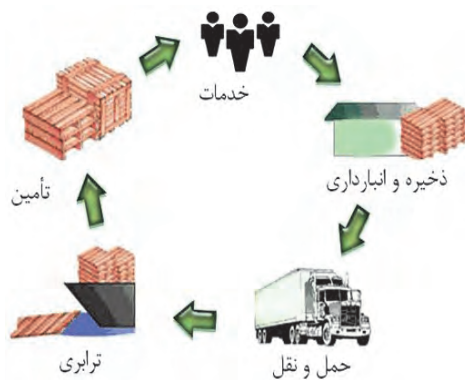 خدمات
ذخیره و انبارداری
تأمین
حمل و نقل
ترابری